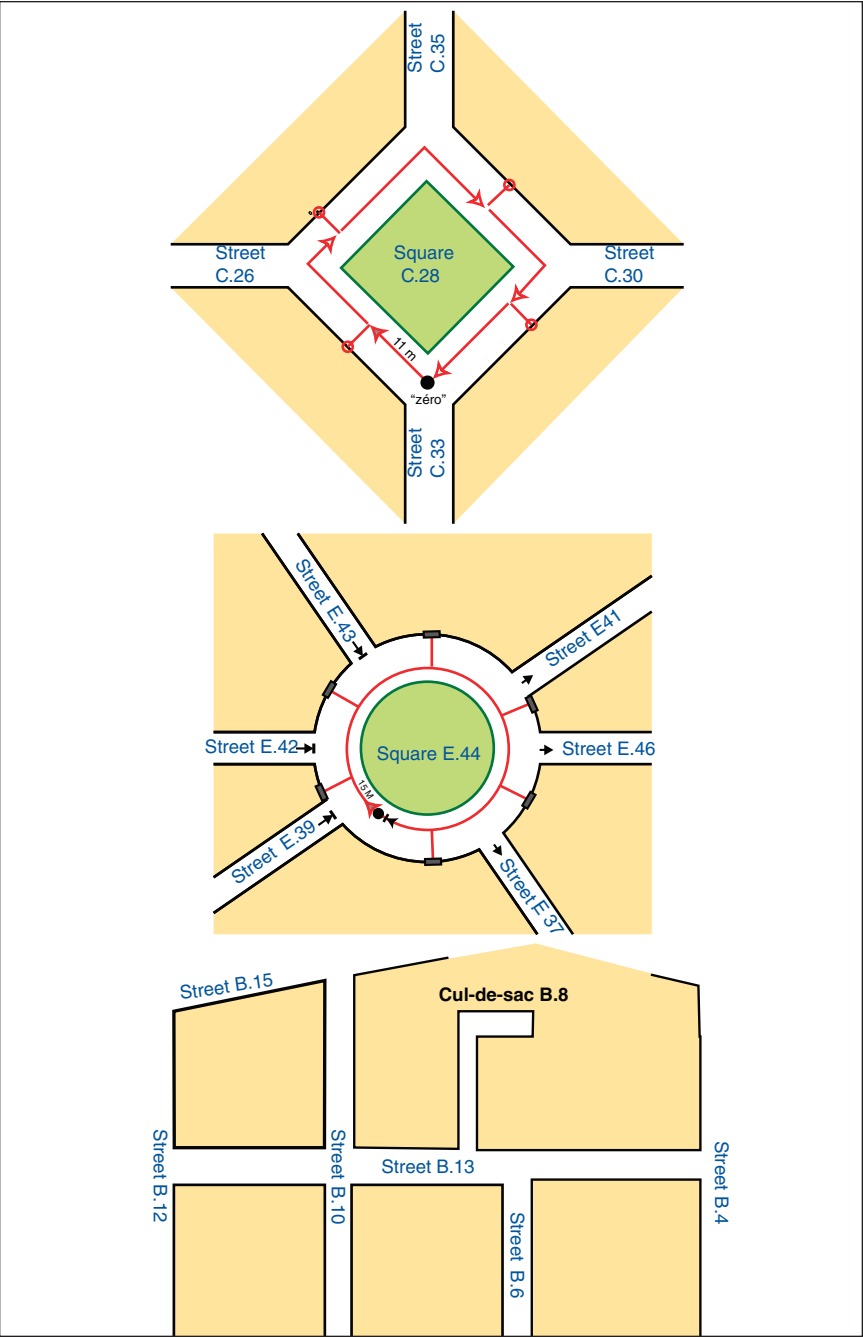 Street
C.35
Street
C.26
Square
C.28
Street
C.30
11 m
“zéro”
Street
C.33
Street E.43
Street E41
Street E.42
Square E.44
Street E.46
15 M
Street E.39
Street E 37
Street B.15
Cul-de-sac B.8
Street B.12
Street B.10
Street B.13
Street B.4
Street B.6